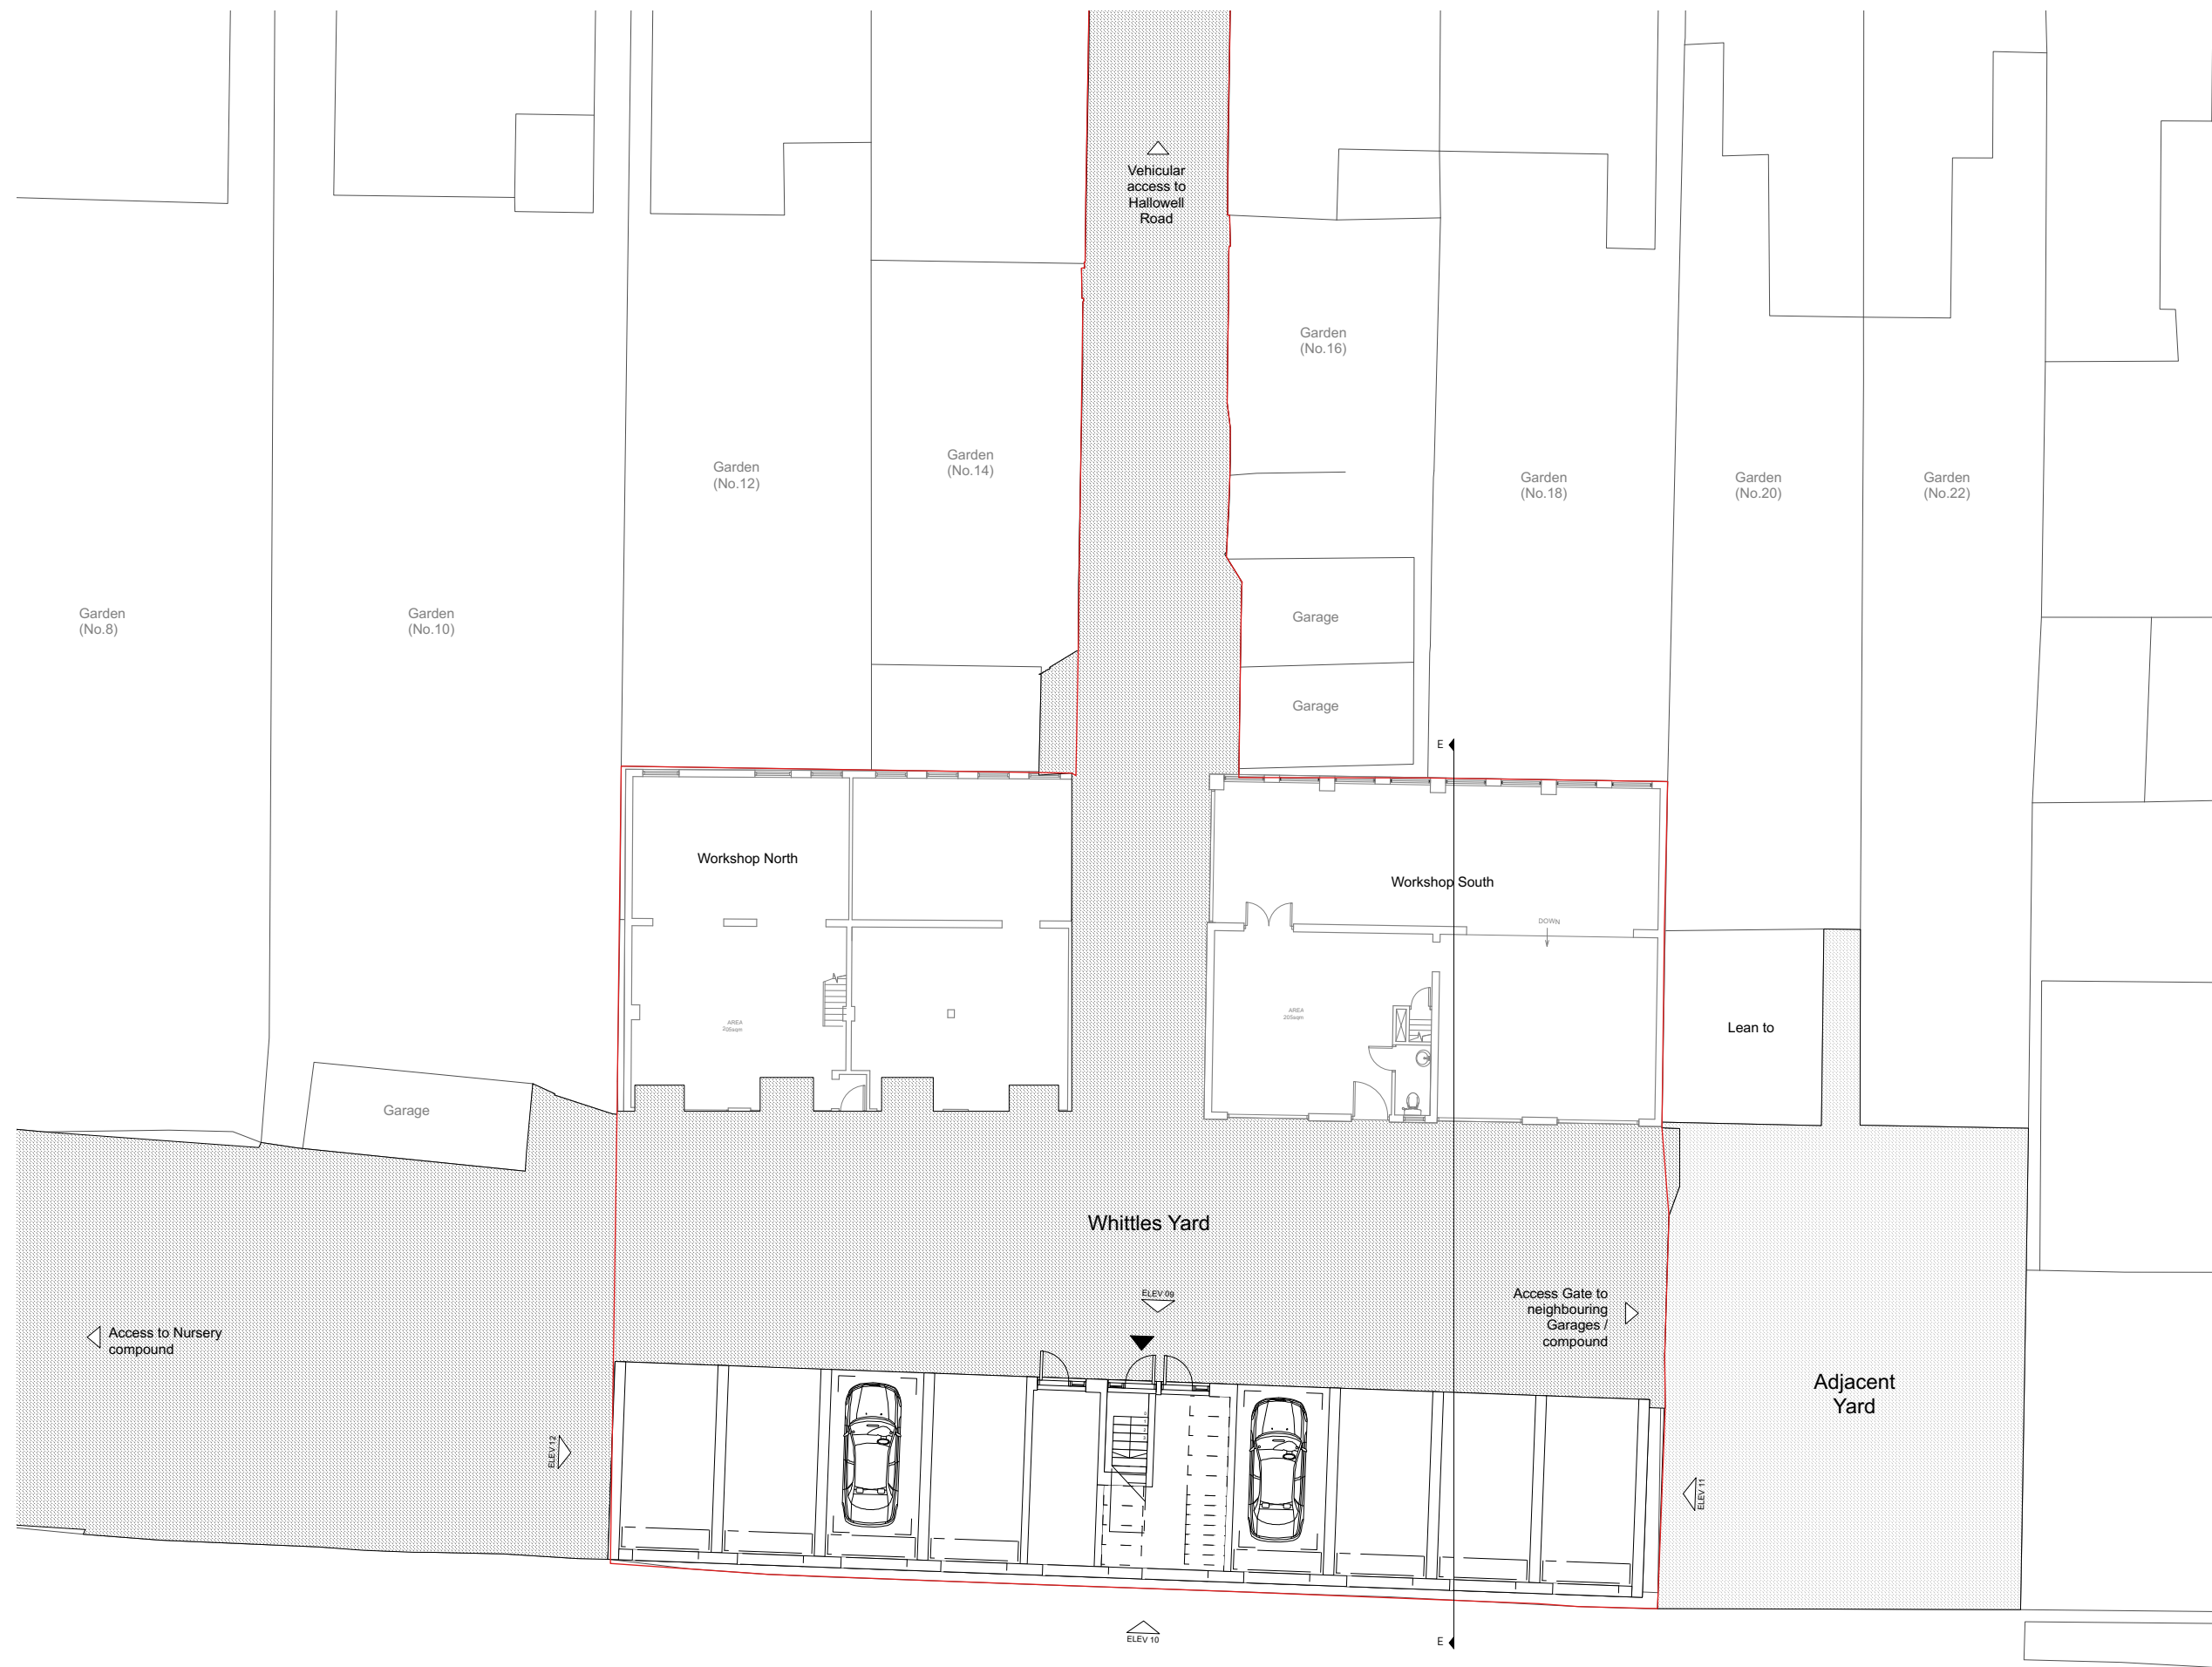 Vehicular
access to
Hallowell
Road
Garden
(No.16)
Garden
(No.12)
Garden
(No.14)
Garden
(No.18)
Garden
(No.20)
Garden
(No.22)
Garden
(No.8)
Garden
(No.10)
Garage
Garage
E
Workshop North
Workshop South
DOWN
AREA
AREA
205sqm
Lean to
Garage
Whittles Yard
ELEV 09
Access Gate to
neighbouring
Garages /
compound
Access to Nursery
compound
Adjacent
Yard
ELEV 12
ELEV 11
ELEV 10
E